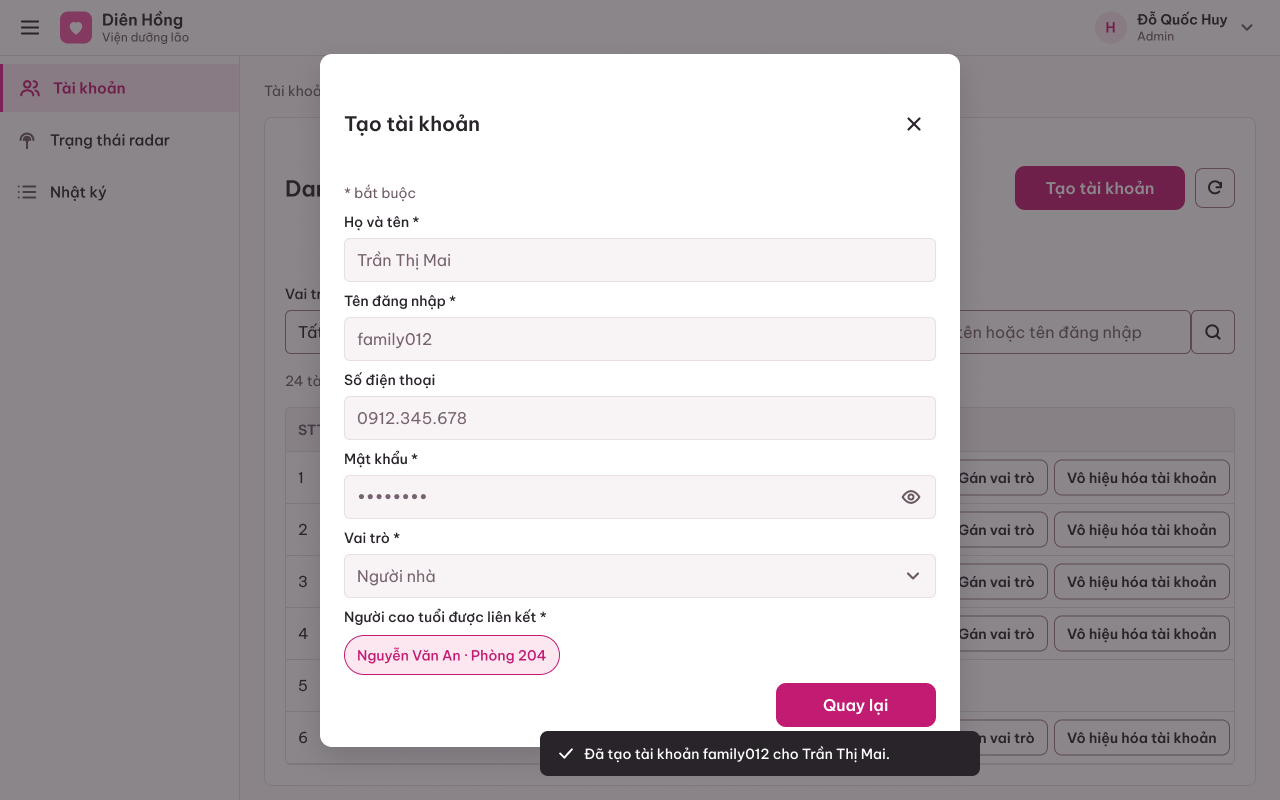 Diên Hồng
Viện dưỡng lão
H
Đỗ Quốc Huy
Admin
Tài khoản
Trạng thái radar
Nhật ký
Tạo tài khoản
Tạo tài khoản
* bắt buộc
Họ và tên *
Trần Thị Mai
Tên đăng nhập *
family012
Số điện thoại
0912.345.678
Mật khẩu *
••••••••
Vai trò *
Người nhà
Người cao tuổi được liên kết *
Nguyễn Văn An · Phòng 204
Quay lại
tên hoặc tên đăng nhập
24
1
Gán vai trò
Vô hiệu hóa tài khoản
2
Gán vai trò
Vô hiệu hóa tài khoản
3
Gán vai trò
Vô hiệu hóa tài khoản
4
Gán vai trò
Vô hiệu hóa tài khoản
5
6
vai trò
Vô hiệu hóa tài khoản
Đã tạo tài khoản family012 cho Trần Thị Mai.